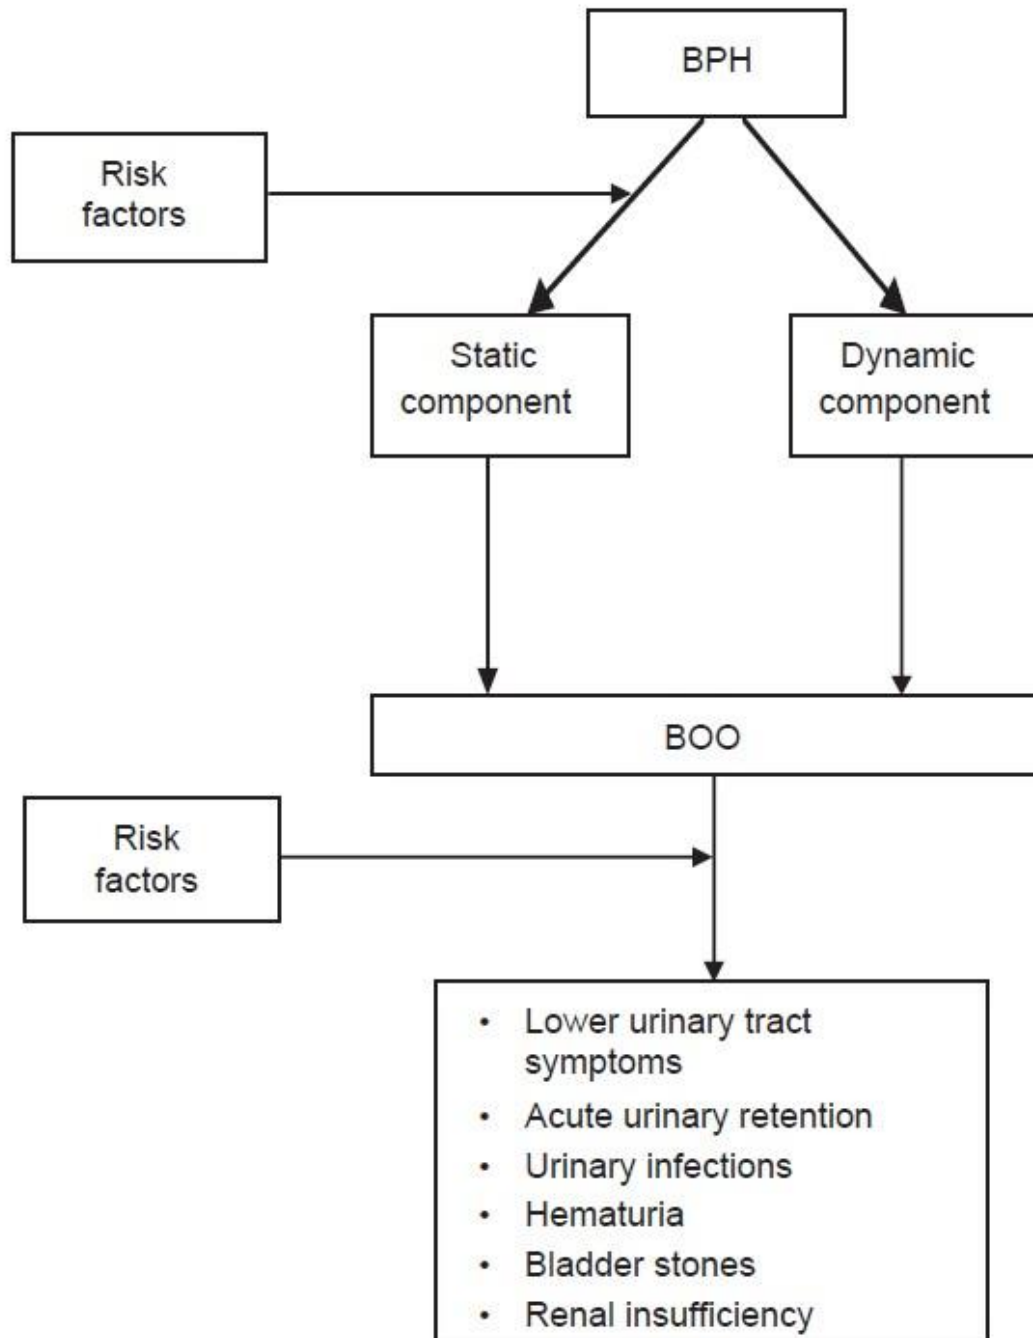 BPH
Risk
factors
Static
component
Dynamic
component
BOO
Risk
factors
• Lower urinary tract
symptoms
• Acute urinary retention
• Urinary infections
• Hematuria
• Bladder stones
• Renal insufficiency